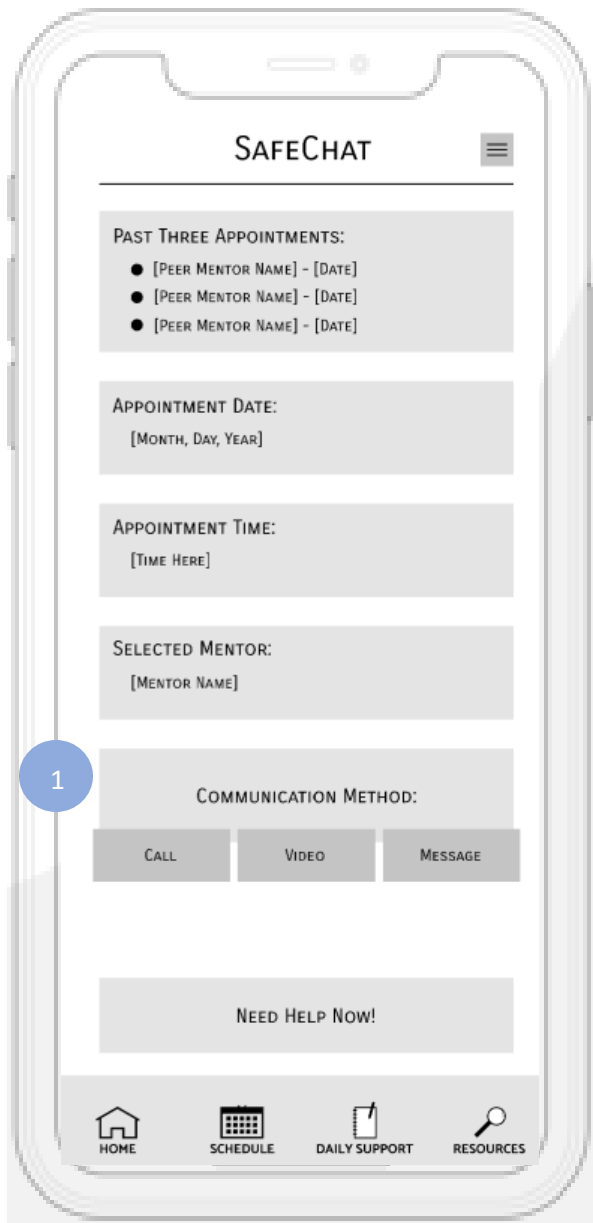 SafeChat
Past Three Appointments:
[Peer Mentor Name] - [Date]
[Peer Mentor Name] - [Date]
[Peer Mentor Name] - [Date]
Appointment Date:
[Month, Day, Year]
Appointment Time:
[Time Here]
Selected Mentor:
[Mentor Name]
1
Communication Method:
Call Video Message
Need Help Now!
HOME SCHEDULE DAILY SUPPORT RESOURCES